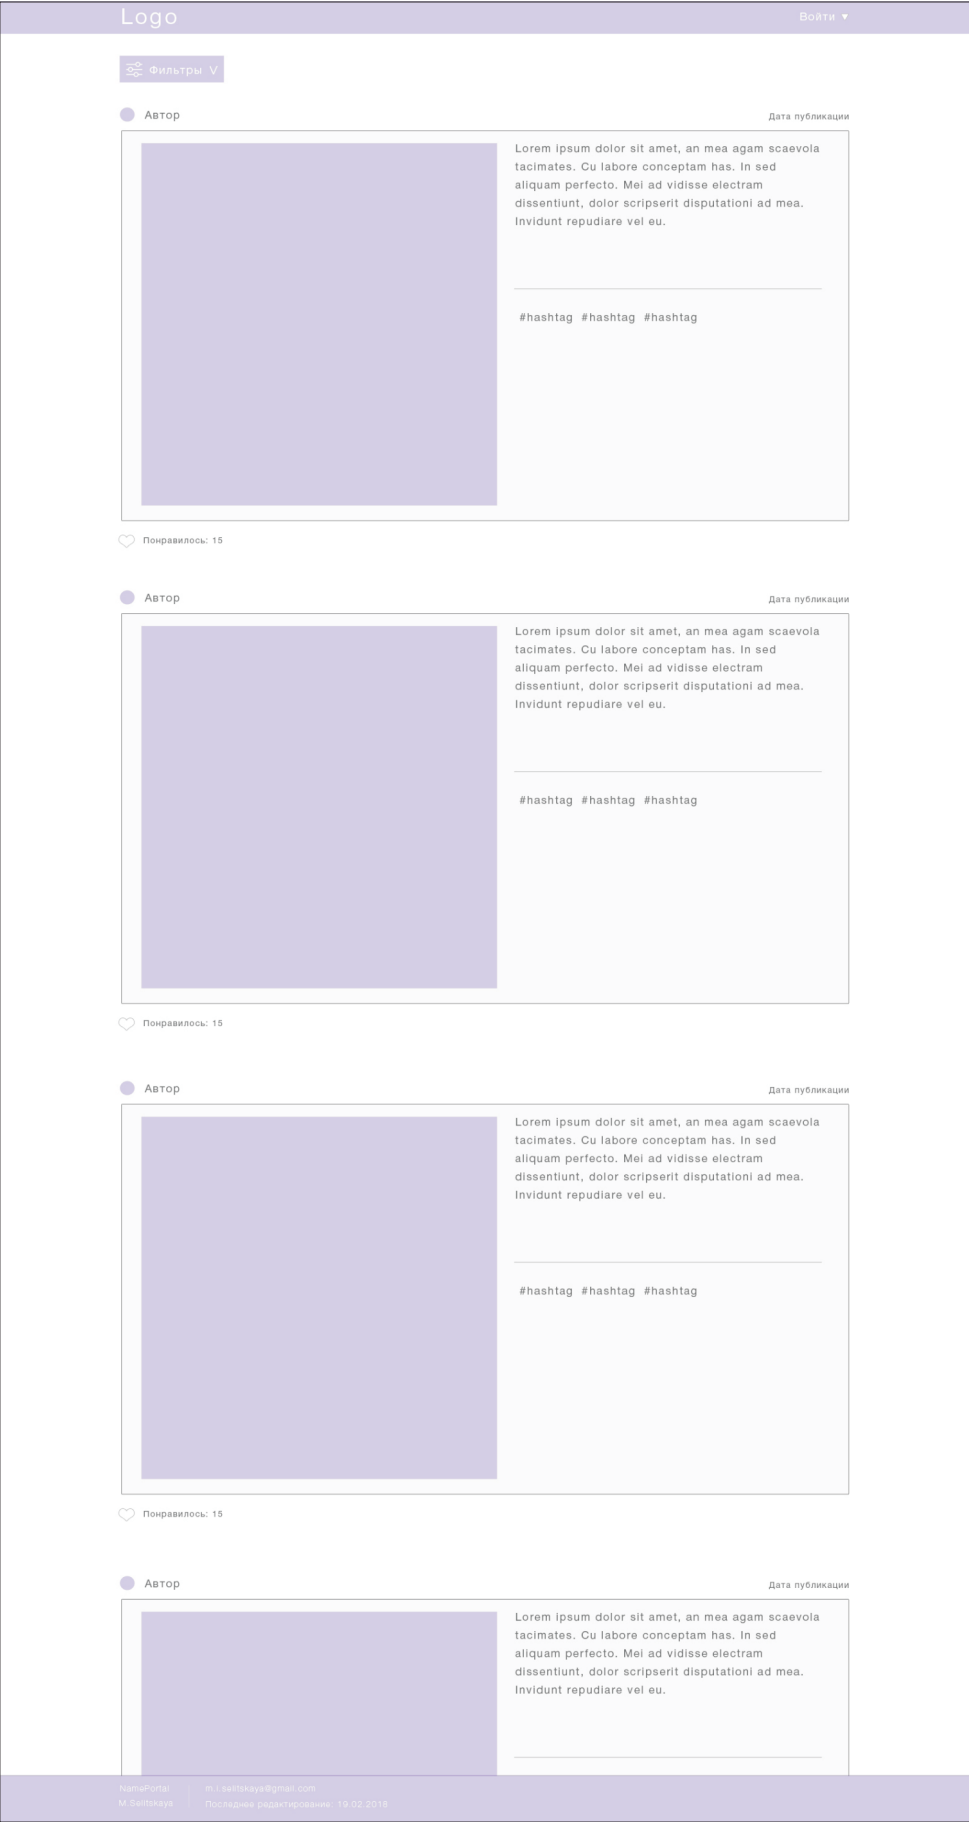 Logo
Войти ▼
Фильтры V
Автор
Дата публикации
Lorem ipsum dolor sit amet, an mea agam scaevola
tacimates. Cu labore conceptam has. In sed
aliquam perfecto. Mei ad vidisse electram
dissentiunt, dolor scripserit disputationi ad mea.
Invidunt repudiare vel eu.
#hashtag #hashtag #hashtag
Понравилось: 15
Автор
Дата публикации
Lorem ipsum dolor sit amet, an mea agam scaevola
tacimates. Cu labore conceptam has. In sed
aliquam perfecto. Mei ad vidisse electram
dissentiunt, dolor scripserit disputationi ad mea.
Invidunt repudiare vel eu.
#hashtag #hashtag #hashtag
Понравилось: 15
Автор
Дата публикации
Lorem ipsum dolor sit amet, an mea agam scaevola
tacimates. Cu labore conceptam has. In sed
aliquam perfecto. Mei ad vidisse electram
dissentiunt, dolor scripserit disputationi ad mea.
Invidunt repudiare vel eu.
#hashtag #hashtag #hashtag
Понравилось: 15
Автор
Дата публикации
Lorem ipsum dolor sit amet, an mea agam scaevola
tacimates. Cu labore conceptam has. In sed
aliquam perfecto. Mei ad vidisse electram
dissentiunt, dolor scripserit disputationi ad mea.
Invidunt repudiare vel eu.
NamePortal
M.Selitskaya
m.i.selitskaya@gmail.com
Последнее редактирование: 19.02.2018